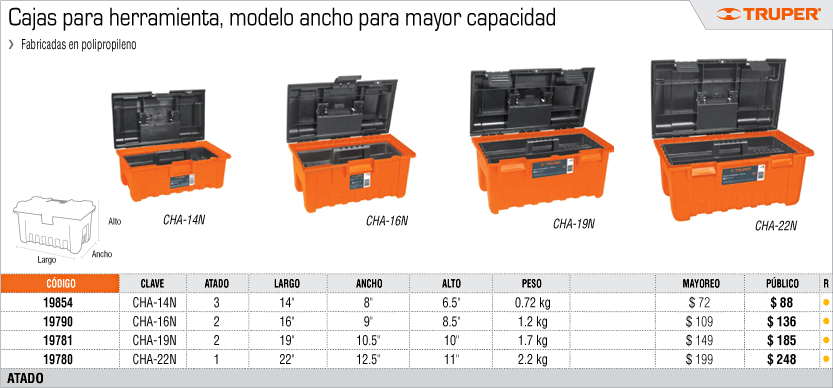 Cajas para herramienta, modelo ancho para mayor capacidad
TRUPER®
› Fabricadas en polipropileno
CHA-14N
CHA-16N
TRUPER
CHA-19N
TRUPER
CHA-22N
Alto
Ancho
Largo
CÓDIGO CLAVE ATADO LARGO ANCHO ALTO PESO MAYOREO PÚBLICO R
19854 CHA-14N 3 14" 8" 6.5" 0.72 kg $ 72 $ 88
19790 CHA-16N 2 16" 9" 8.5" 1.2 kg $ 109 $ 136
19781 CHA-19N 2 19" 10.5" 10" 1.7 kg $ 149 $ 185
19780 CHA-22N 1 22" 12.5" 11" 2.2 kg $ 199 $ 248
ATADO